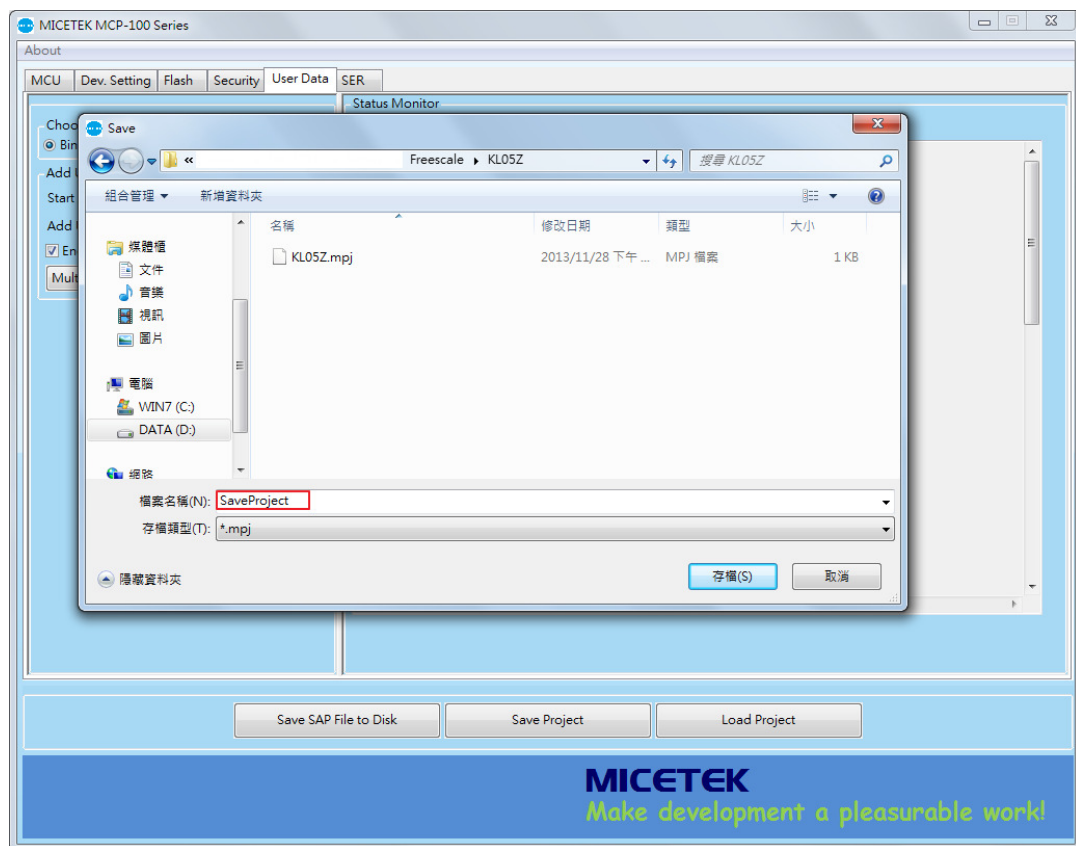 MICETEK MCP-100 Series
About
MCU Dev. Setting Flash Security User Data SER
Status Monitor
Save
« Freescale ▸ KL05Z 搜尋 KL05Z
組合管理 新增資料夾
名稱 修改日期 類型 大小
KL05Z.mpj 2013/11/28 下午 ... MPJ 檔案 1 KB
媒體櫃
文件
音樂
視訊
圖片
電腦
WIN7 (C:)
DATA (D:)
網路
Start
檔案名稱(N): SaveProject
存檔類型(T): *.mpj
隱藏資料夾 存檔(S) 取消
Save SAP File to Disk Save Project Load Project
MICETEK
Make development a pleasurable work!